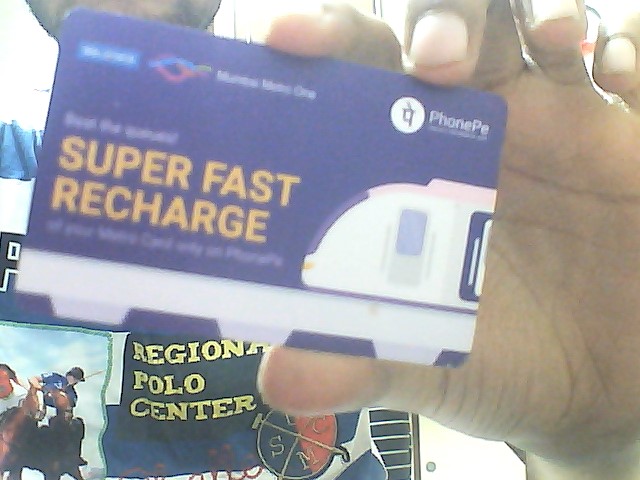 Mumbai Metro One
PhonePe
Beat the queues!
SUPER FAST
RECHARGE
of your Metro Card only on PhonePe
REGIONA
POLO
CENTER
C
S
M